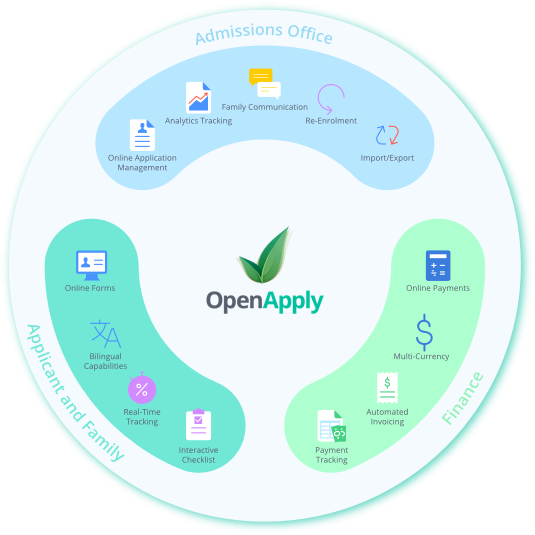 Admissions Office
Family Communication
Analytics Tracking
Re-Enrolment
Online Application
Management
Import/Export
OpenApply
Applicant and Family
Online Forms
Bilingual
Capabilities
Real-Time
Tracking
Interactive
Checklist
Finance
Online Payments
Multi-Currency
Automated
Invoicing
Payment
Tracking